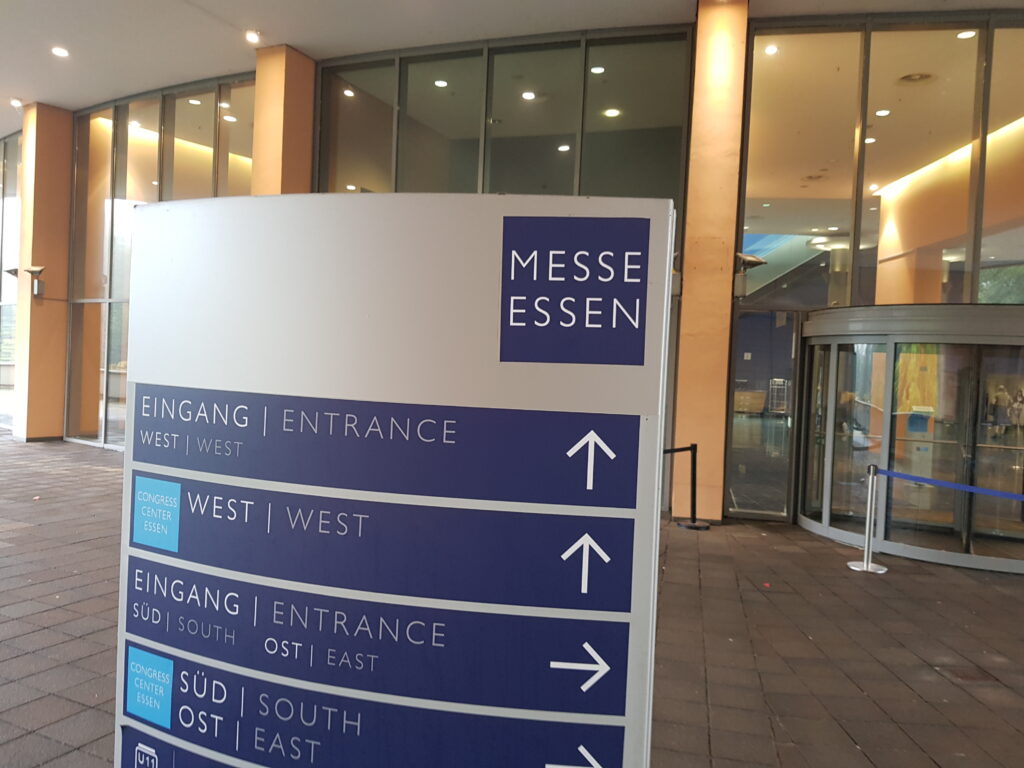 MESSE
ESSEN
EINGANG | ENTRANCE
WEST | WEST
CONGRESS
CENTER
ESSEN
WEST | WEST
EINGANG | ENTRANCE
SÜD | SOUTH OST | EAST
CONGRESS
CENTER
ESSEN
SÜD | SOUTH
OST | EAST
U11